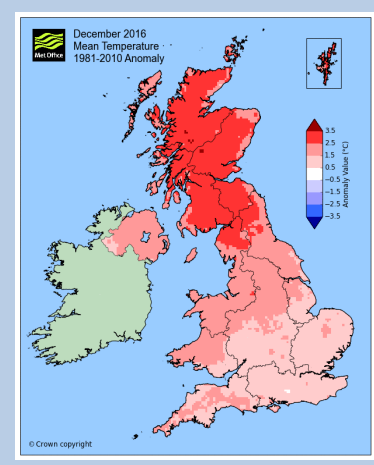 Met Office
December 2016
Mean Temperature
1981-2010 Anomaly
3.5
2.5
1.5
0.5
−0.5
−1.5
−2.5
−3.5
Anomaly Value (°C)
© Crown copyright